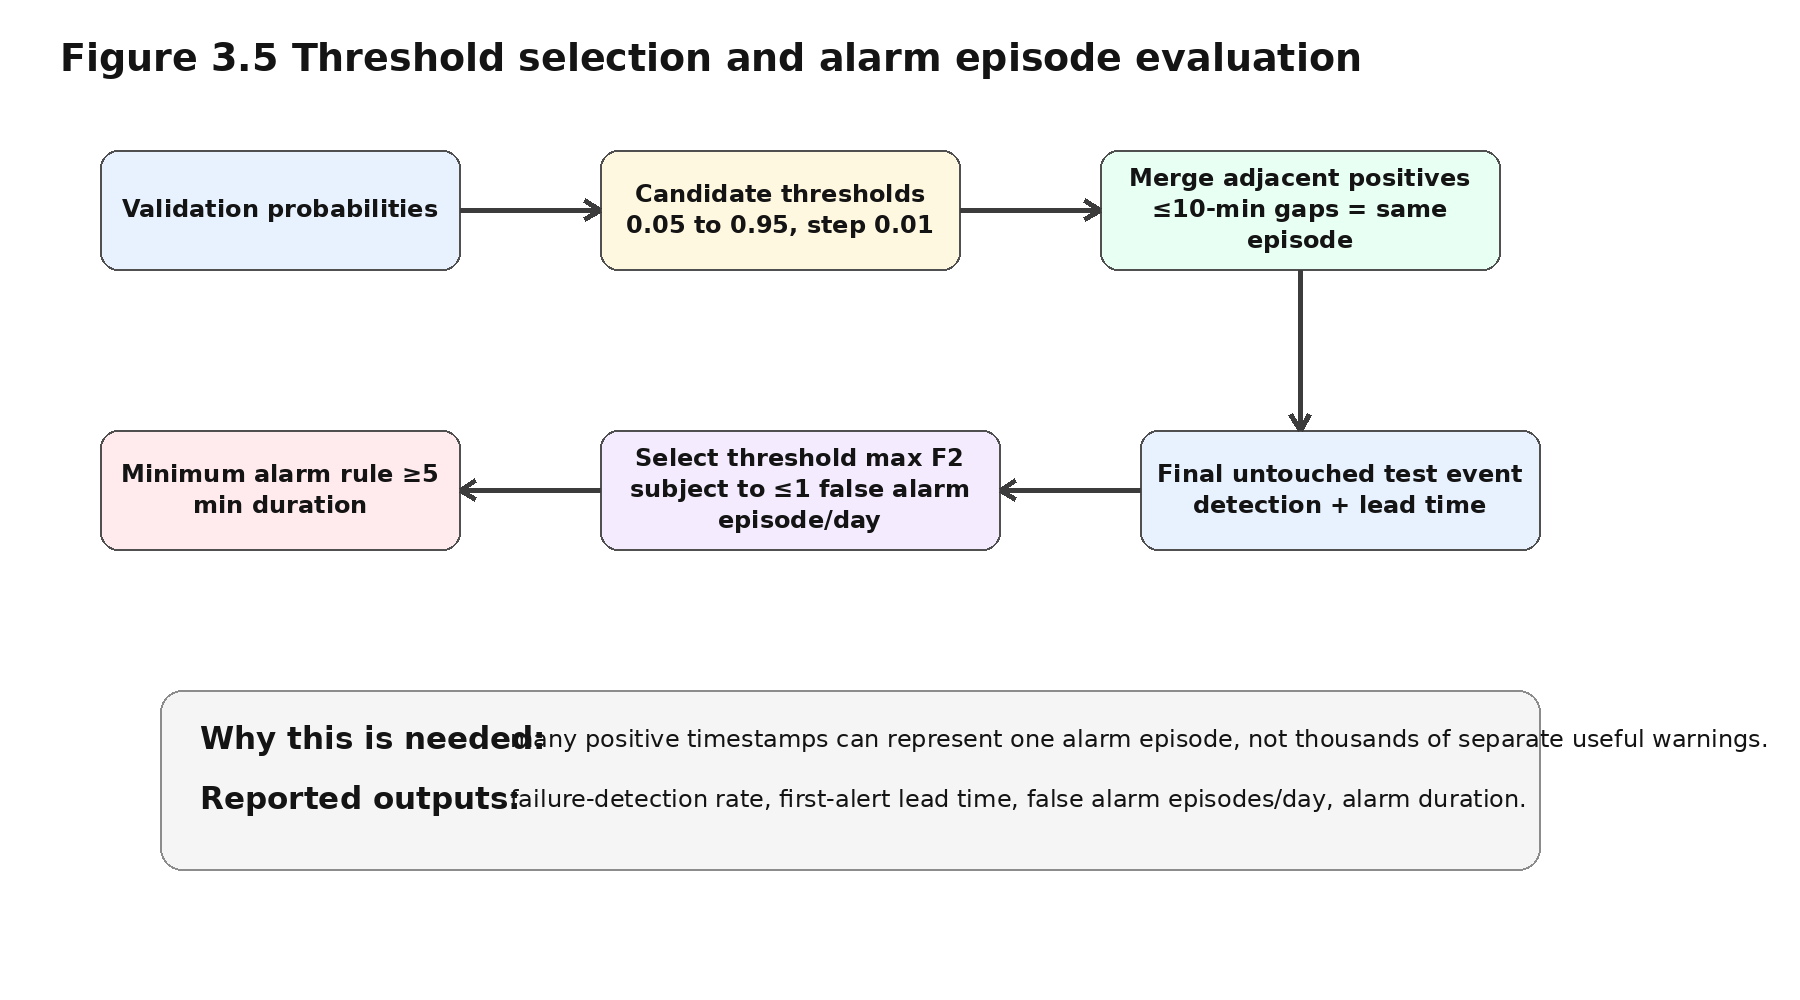 Figure 3.5 Threshold selection and alarm episode evaluation
Validation probabilities
Candidate thresholds
0.05 to 0.95, step 0.01
Merge adjacent positives
≤10-min gaps = same
episode
Minimum alarm rule ≥5
min duration
Select threshold max F2
subject to ≤1 false alarm
episode/day
Final untouched test event
detection + lead time
Why this is needed: many positive timestamps can represent one alarm episode, not thousands of separate useful warnings.
Reported outputs: failure-detection rate, first-alert lead time, false alarm episodes/day, alarm duration.